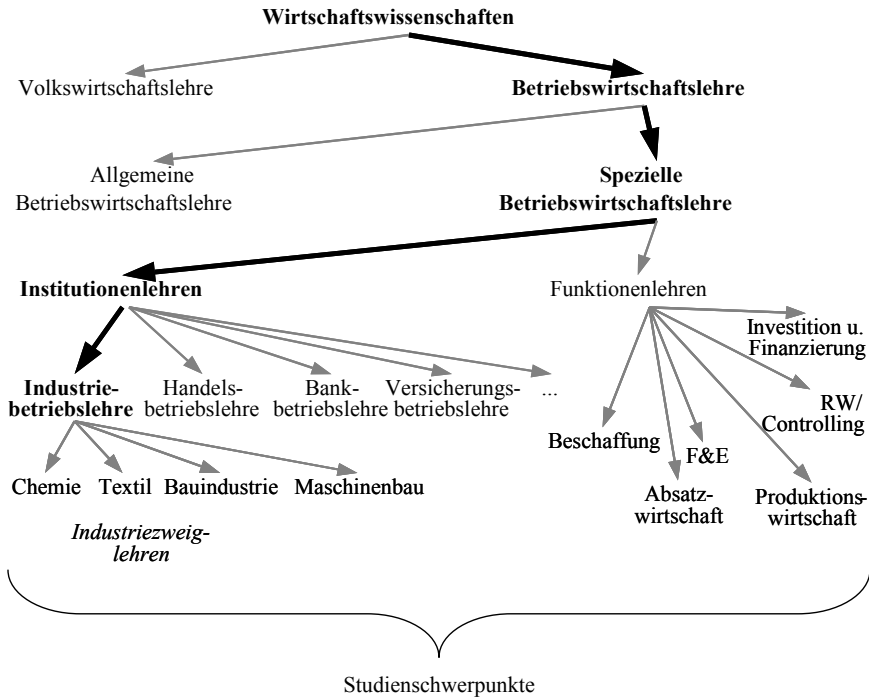 Wirtschaftswissenschaften
Volkswirtschaftslehre
Betriebswirtschaftslehre
Allgemeine
Betriebswirtschaftslehre
Spezielle
Betriebswirtschaftslehre
Institutionenlehren
Funktionenlehren
Industrie-
betriebslehre
Handels-
betriebslehre
Bank-
betriebslehre
Versicherungs-
betriebslehre
...
Investition u.
Finanzierung
RW/
Controlling
Beschaffung
F&E
Absatz-
wirtschaft
Produktions-
wirtschaft
Chemie
Textil
Bauindustrie
Maschinenbau
Industriezweig-
lehren
Studienschwerpunkte